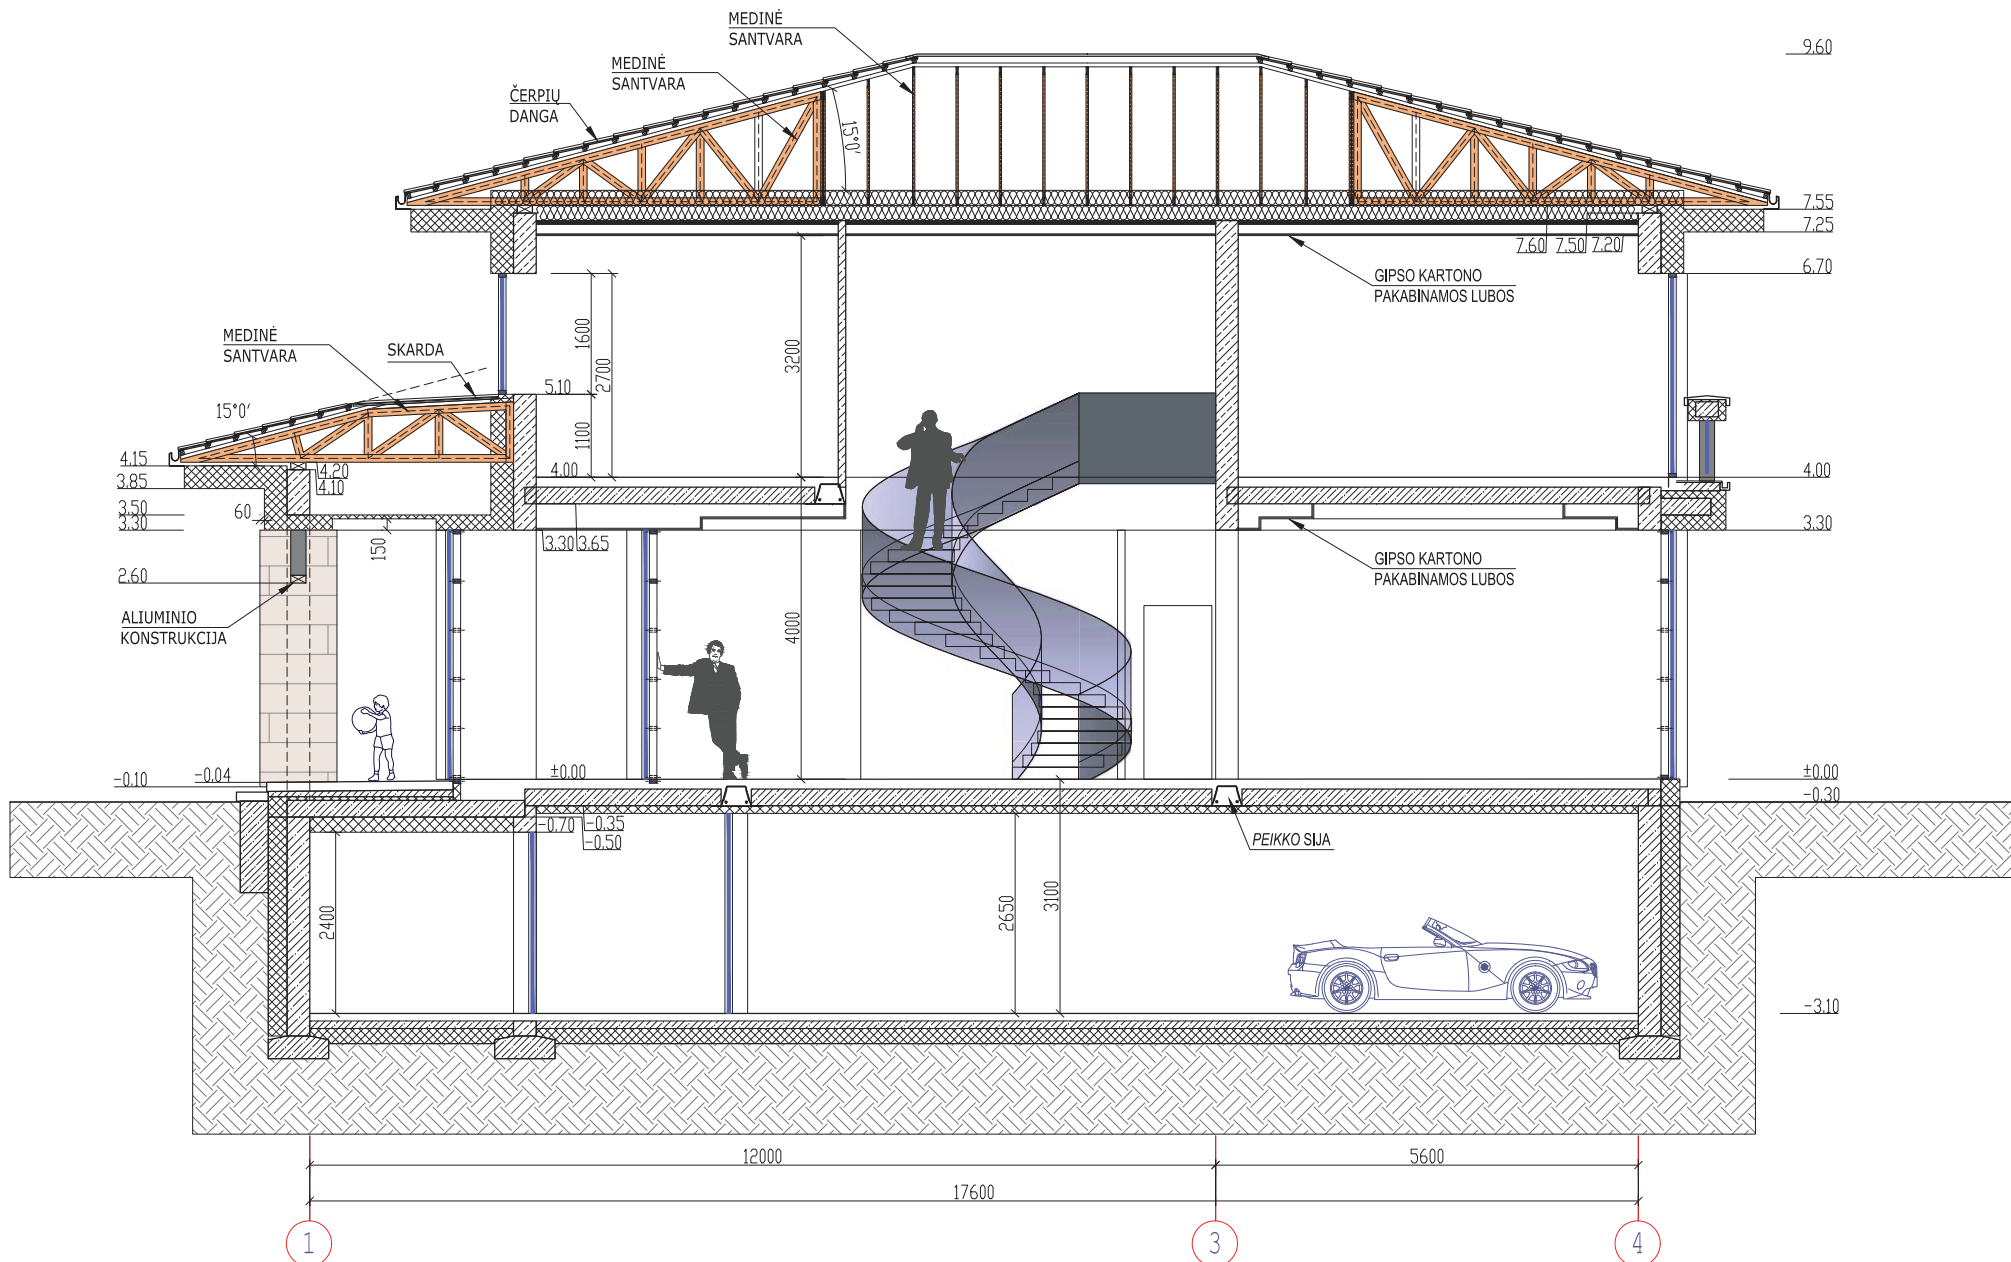 MEDINĖ
SANTVARA
9.60
MEDINĖ
SANTVARA
ČERPIŲ
DANGA
15°0'
7.55
7.25
7.60 7.50 7.20
6.70
GIPSO KARTONO
PAKABINAMOS LUBOS
MEDINĖ
SANTVARA
SKARDA
1600
2700
3200
5.10
15°0'
1100
4.15
4.20
4.00
4.00
3.85
4.10
3.50
60
3.30
150
3.30 3.65
3.30
GIPSO KARTONO
PAKABINAMOS LUBOS
2.60
ALIUMINIO
KONSTRUKCIJA
4000
-0.10
-0.04
±0.00
±0.00
-0.30
-0.70
-0.35
-0.50
PEIKKO SIJA
2400
2650
3100
-3.10
12000
5600
17600
1
3
4